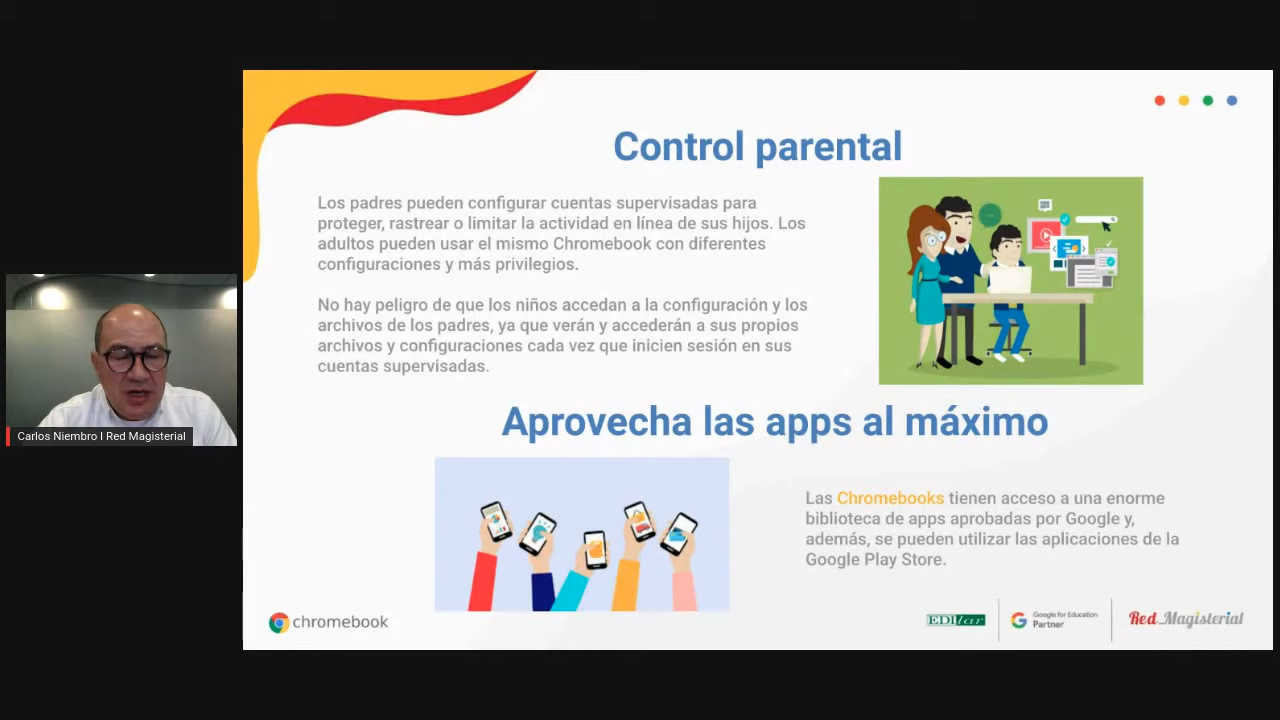 Control parental
Los padres pueden configurar cuentas supervisadas para
proteger, rastrear o limitar la actividad en línea de sus hijos. Los
adultos pueden usar el mismo Chromebook con diferentes
configuraciones y más privilegios.
No hay peligro de que los niños accedan a la configuración y los
archivos de los padres, ya que verán y accederán a sus propios
archivos y configuraciones cada vez que inicien sesión en sus
cuentas supervisadas.
Carlos Niembro I Red Magisterial
Aprovecha las apps al máximo
Las Chromebooks tienen acceso a una enorme
biblioteca de apps aprobadas por Google y,
además, se pueden utilizar las aplicaciones de la
Google Play Store.
chromebook
EDILar
Google for Education
Partner
Red Magisterial